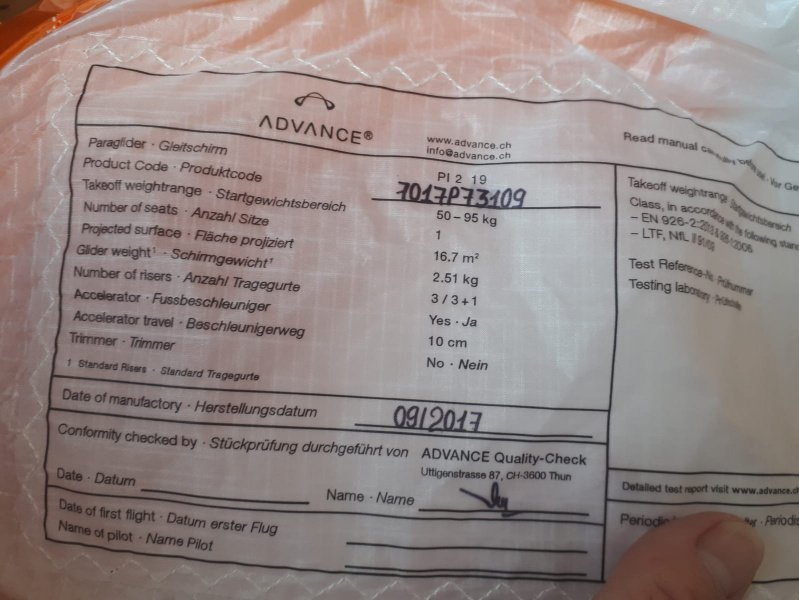 ADVANCE®
www.advance.ch
info@advance.ch
Paraglider · Gleitschirm PI 2 19
Product Code · Produktcode 7017P73109
Takeoff weightrange · Startgewichtsbereich 50 – 95 kg
Number of seats · Anzahl Sitze 1
Projected surface · Fläche projiziert 16.7 m²
Glider weight¹ · Schirmgewicht¹ 2.51 kg
Number of risers · Anzahl Tragegurte 3 / 3 + 1
Accelerator · Fussbeschleuniger Yes · Ja
Accelerator travel · Beschleunigerweg 10 cm
Trimmer · Trimmer No · Nein
1 Standard Risers · Standard Tragegurte
Date of manufactory · Herstellungsdatum 09/2017
Conformity checked by · Stückprüfung durchgeführt von ADVANCE Quality-Check
Uttigenstrasse 87, CH-3600 Thun
Date · Datum
Name · Name
Date of first flight · Datum erster Flug
Name of pilot · Name Pilot
Read manual
Takeoff weightrange
Class, in accordance with the following
– EN 926-2:
– LTF, NfL
Test Reference-Nr.
Testing laboratory
Detailed test report visit www.advance.ch